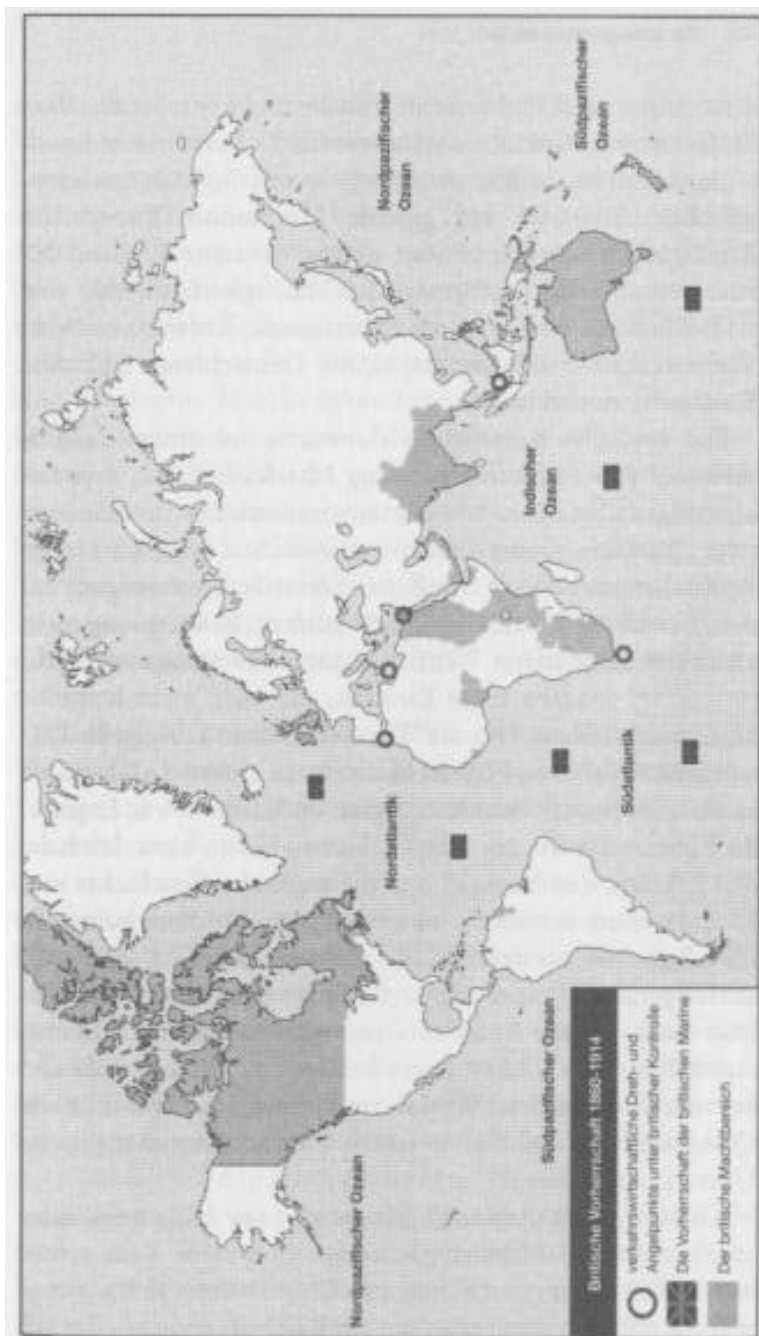 Nordpazifischer Ozean
Nordatlantik
Nordpazifischer
Ozean
Südpazifischer Ozean
Südatlantik
Indischer
Ozean
Südpazifischer
Ozean
Britische Vorherrschaft 1860-1914
verkehrswirtschaftliche Dreh- und
Angelpunkte unter britischer Kontrolle
Die Vorherrschaft der britischen Marine
Der britische Machtbereich